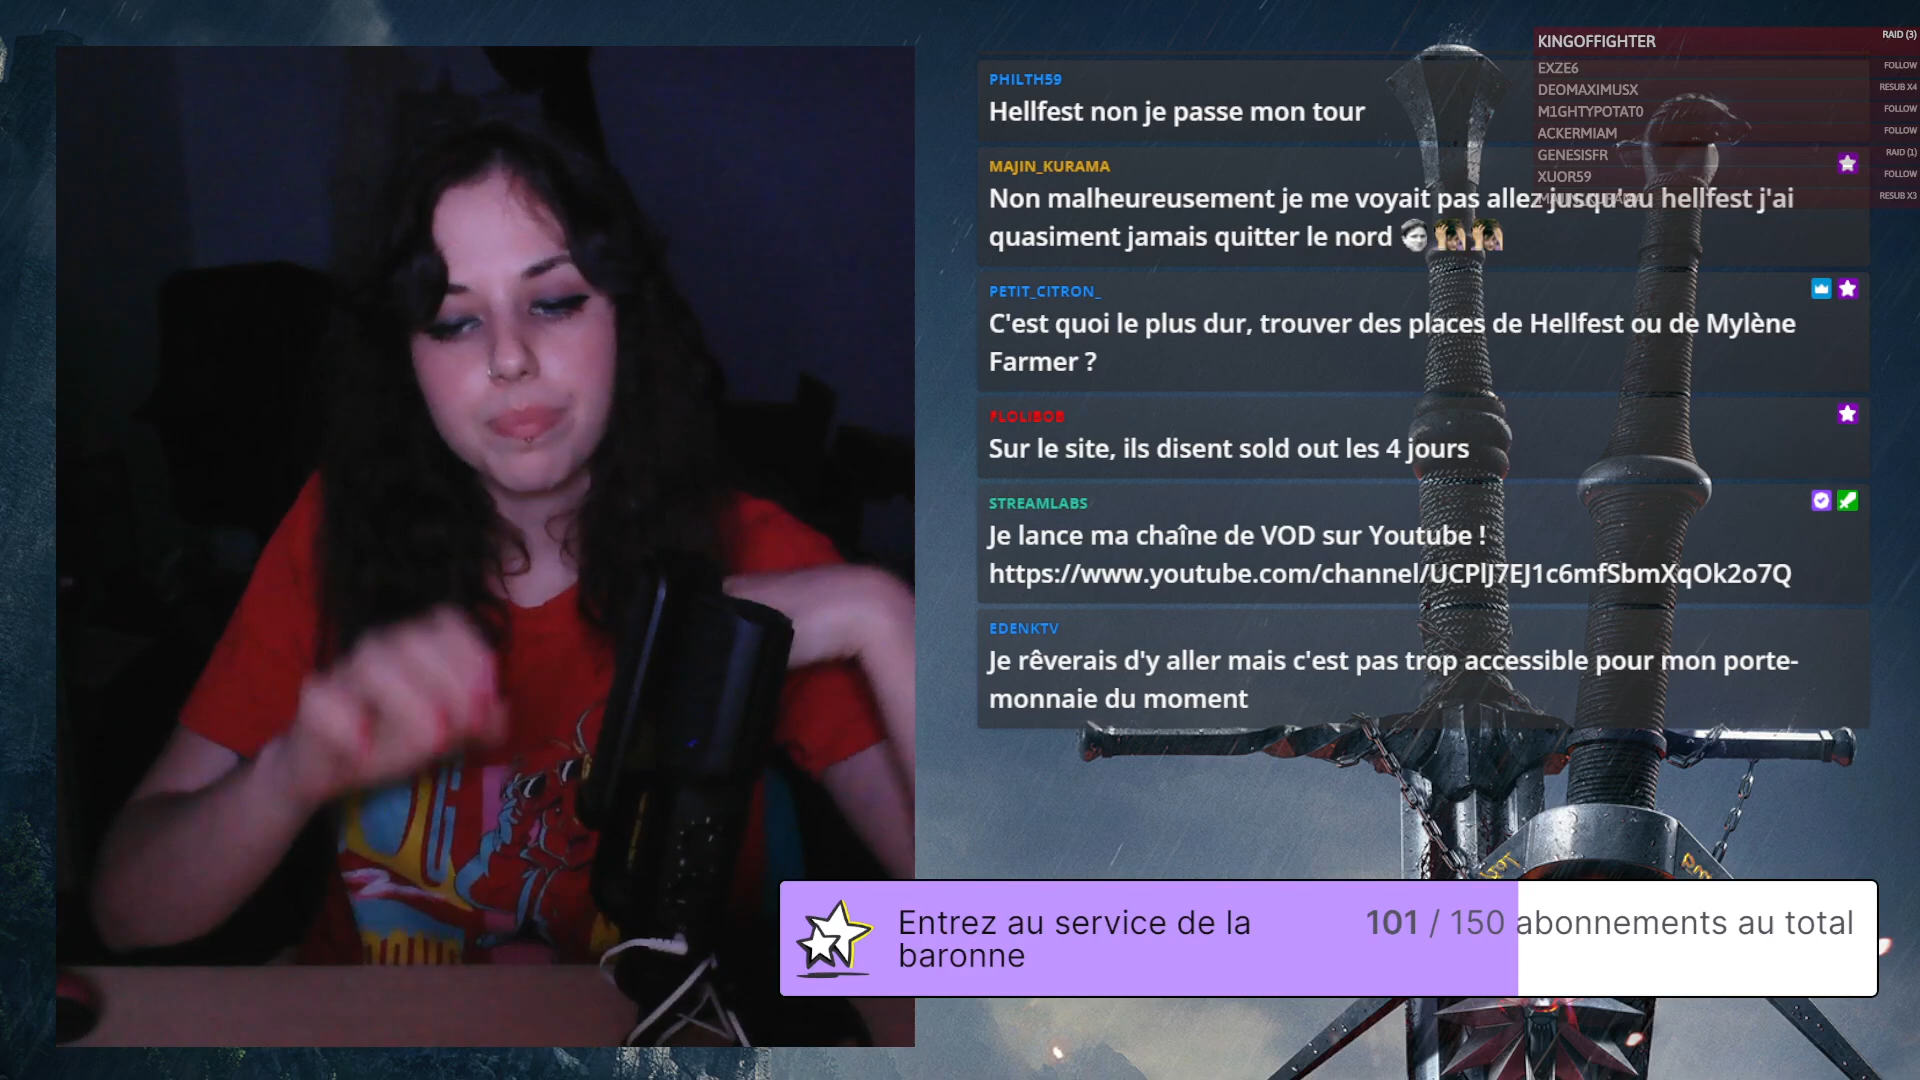 PHILTH59
Hellfest non je passe mon tour
MAJIN_KURAMA
Non malheureusement je me voyait pas allez jusqu'au hellfest j'ai
quasiment jamais quitter le nord
PETIT_CITRON_
C'est quoi le plus dur, trouver des places de Hellfest ou de Mylène
Farmer ?
FLOLIBOB
Sur le site, ils disent sold out les 4 jours
STREAMLABS
Je lance ma chaîne de VOD sur Youtube !
https://www.youtube.com/channel/UCPlJ7EJ1c6mfSbmXqOk2o7Q
EDENKTV
Je rêverais d'y aller mais c'est pas trop accessible pour mon porte-
monnaie du moment
KINGOFFIGHTER RAID (3)
EXZE6 FOLLOW
DEOMAXIMUSX RESUB X4
M1GHTYPOTAT0 FOLLOW
ACKERMIAM FOLLOW
GENESISFR RAID (1)
XUOR59 FOLLOW
MAJIN_KURAMA RESUB X3
Entrez au service de la
baronne
101 / 150 abonnements au total